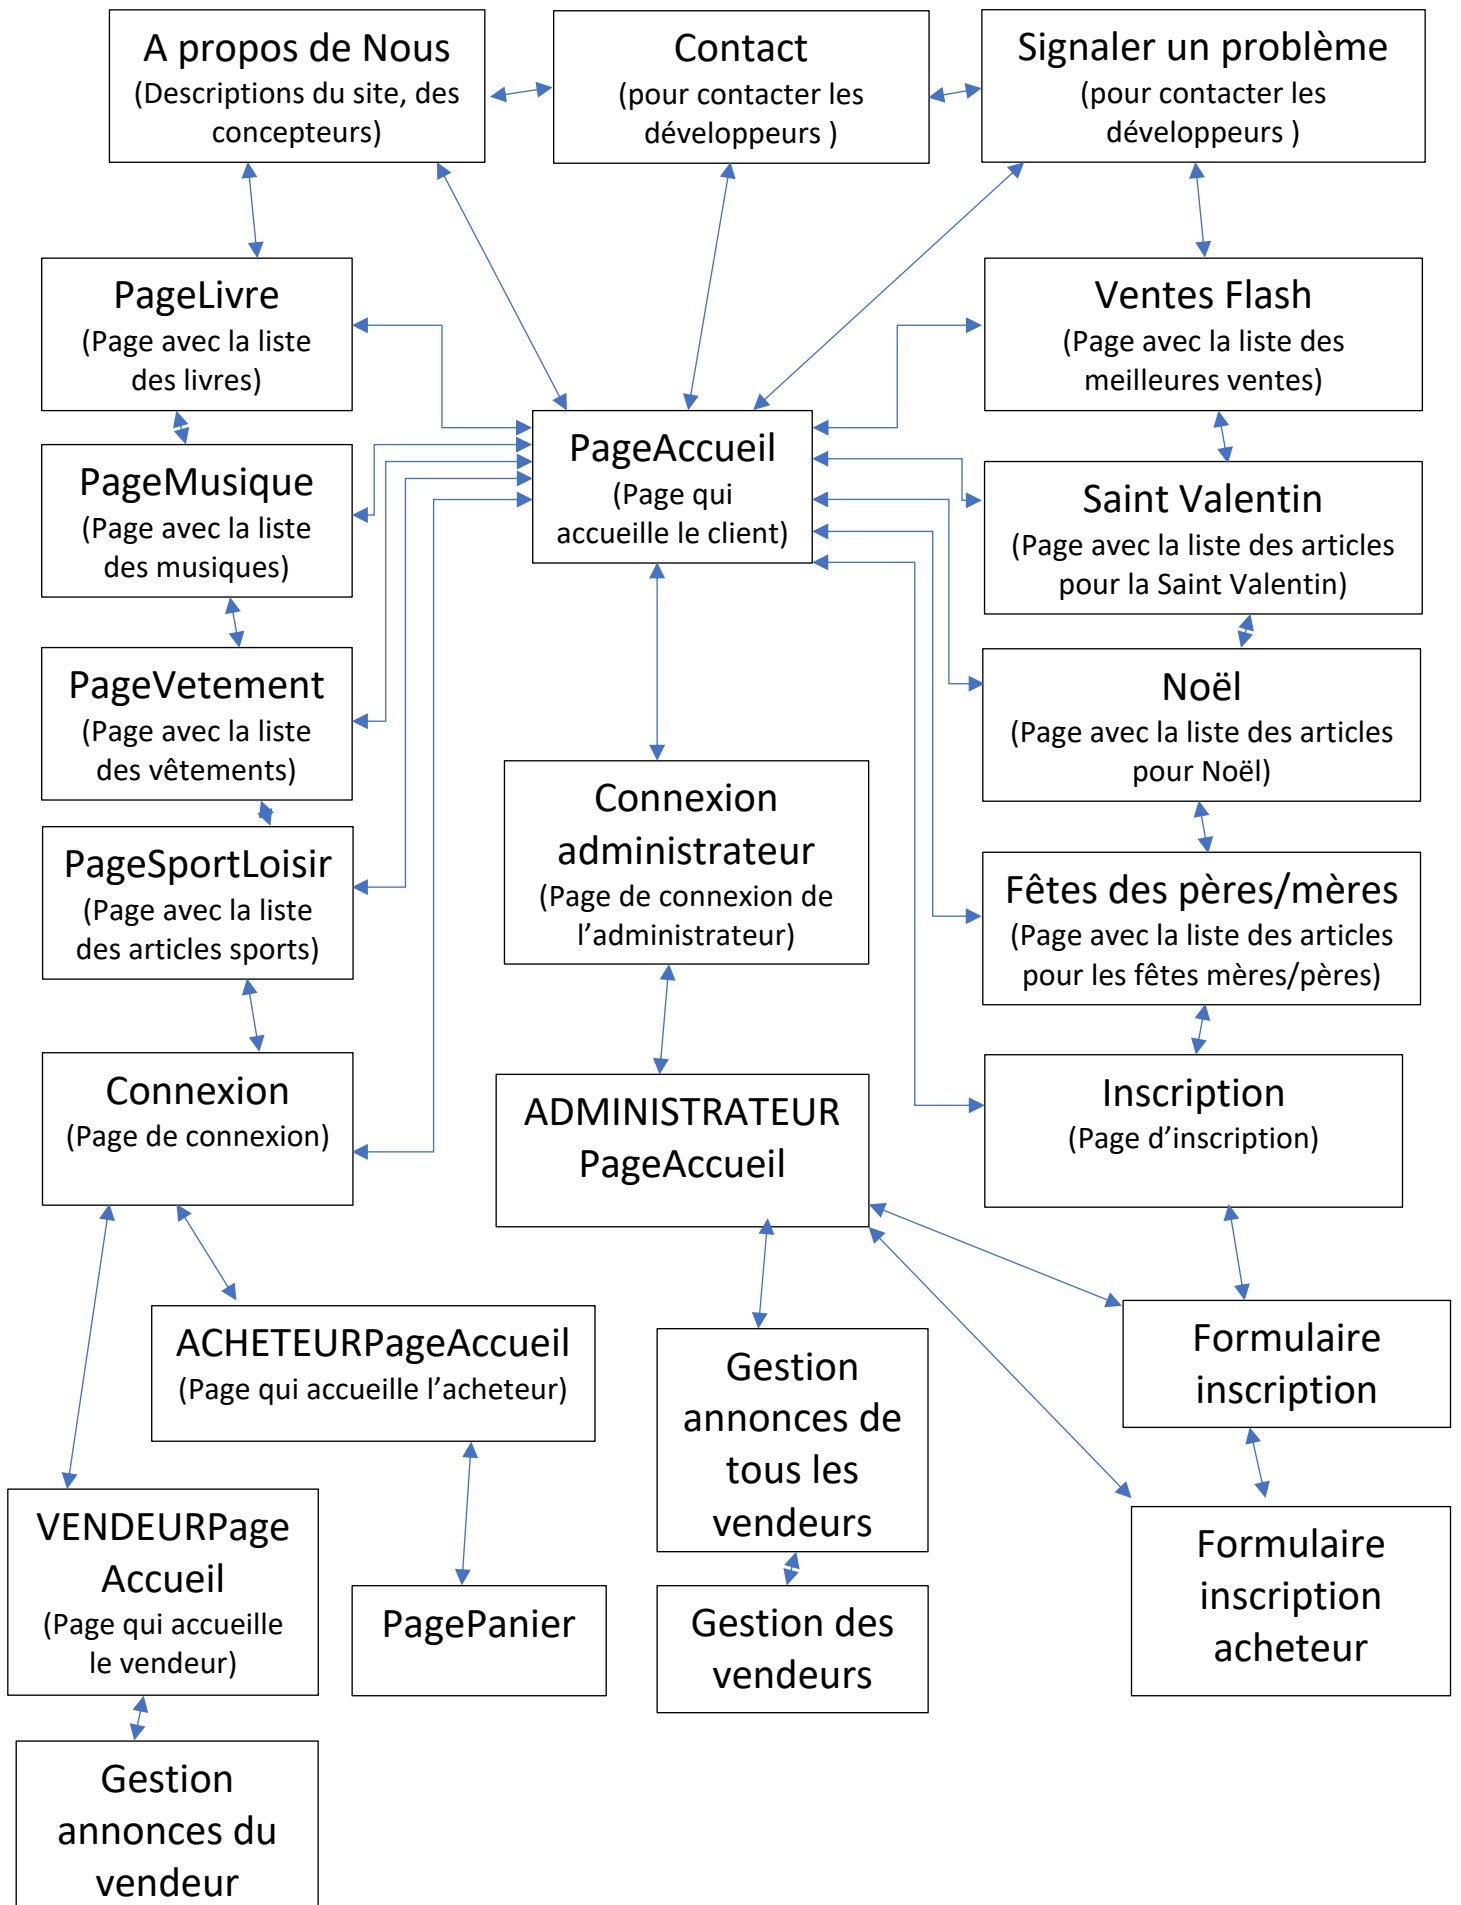 A propos de Nous
(Descriptions du site, des
concepteurs)
Contact
(pour contacter les
développeurs )
Signaler un problème
(pour contacter les
développeurs )
PageLivre
(Page avec la liste
des livres)
Ventes Flash
(Page avec la liste des
meilleures ventes)
PageAccueil
(Page qui
accueille le client)
PageMusique
(Page avec la liste
des musiques)
Saint Valentin
(Page avec la liste des articles
pour la Saint Valentin)
PageVetement
(Page avec la liste
des vêtements)
Noël
(Page avec la liste des articles
pour Noël)
Connexion
administrateur
(Page de connexion de
l’administrateur)
PageSportLoisir
(Page avec la liste
des articles sports)
Fêtes des pères/mères
(Page avec la liste des articles
pour les fêtes mères/pères)
Connexion
(Page de connexion)
ADMINISTRATEUR
PageAccueil
Inscription
(Page d’inscription)
ACHETEURPageAccueil
(Page qui accueille l’acheteur)
Gestion
annonces de
tous les
vendeurs
Formulaire
inscription
VENDEURPage
Accueil
(Page qui accueille
le vendeur)
PagePanier
Gestion des
vendeurs
Formulaire
inscription
acheteur
Gestion
annonces du
vendeur